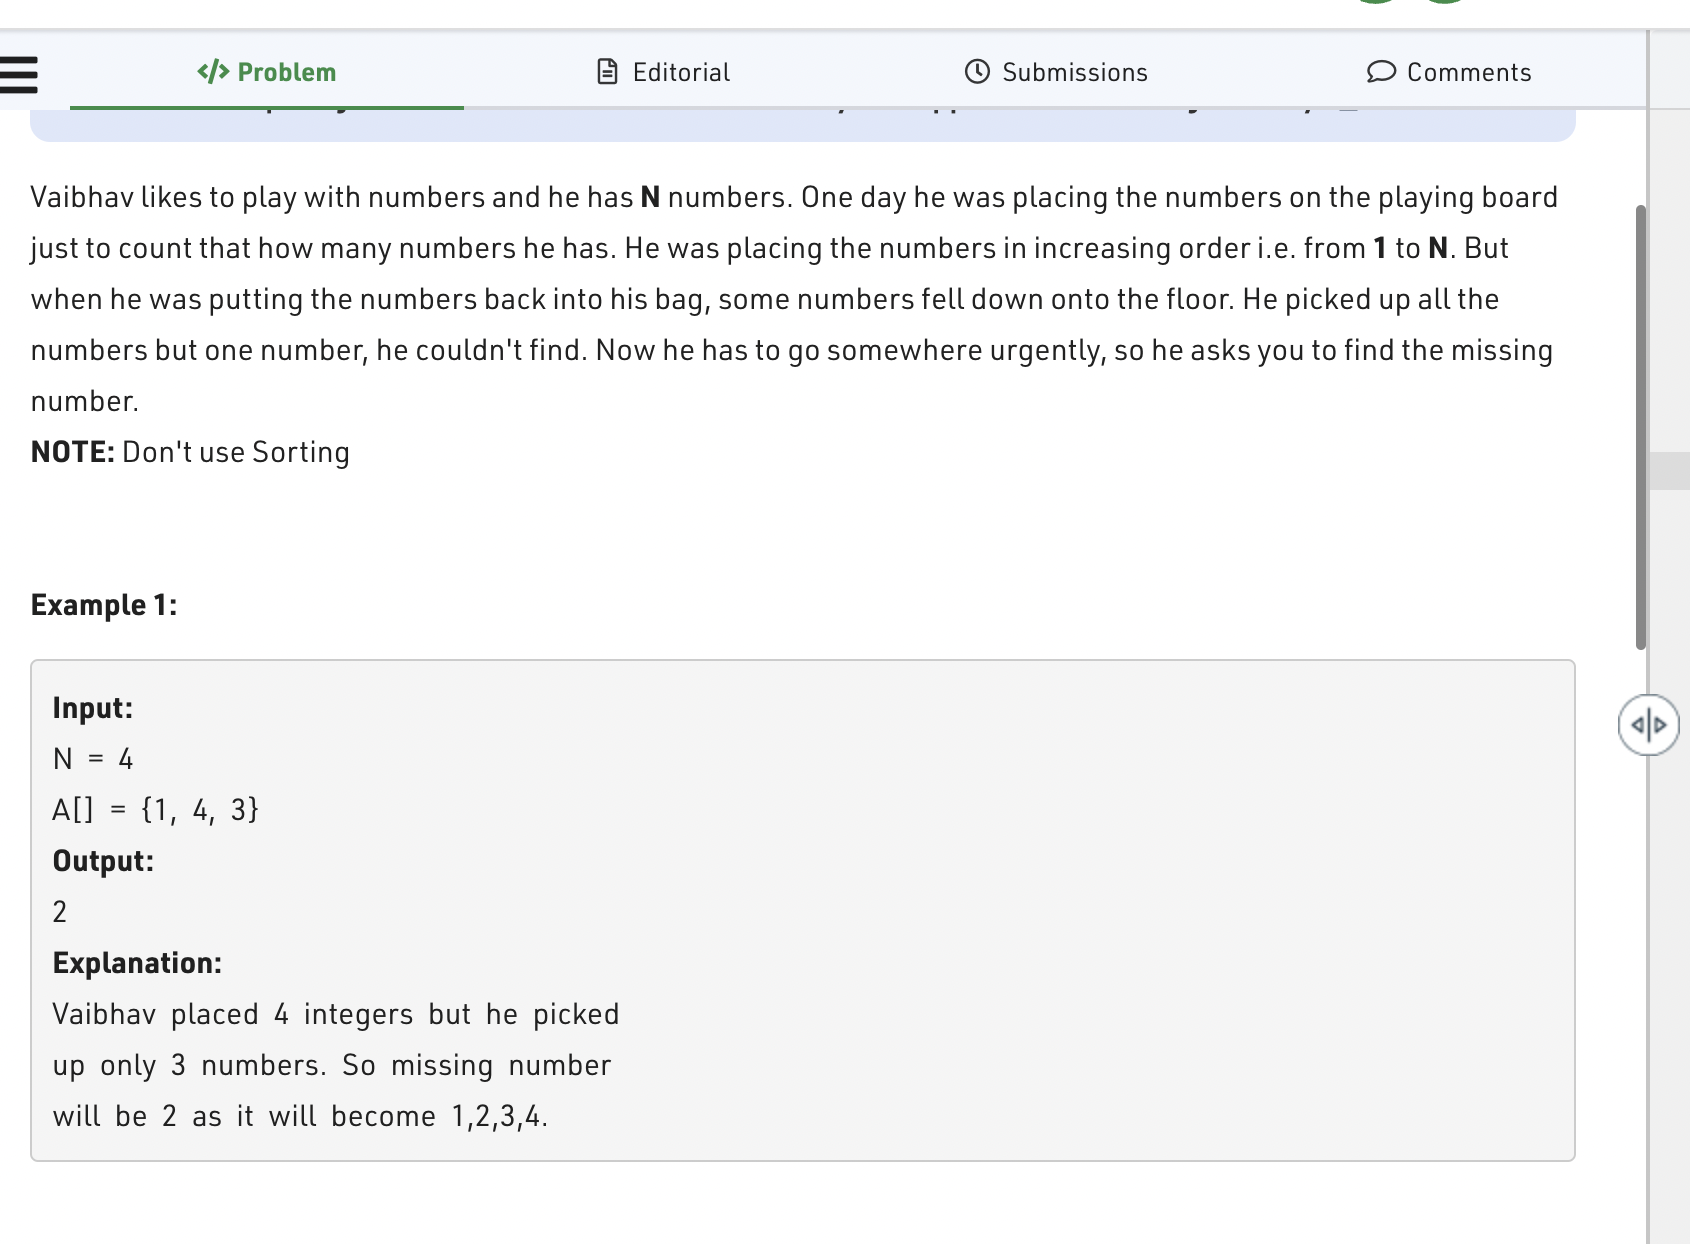 </> Problem
Editorial
Submissions
Comments
Vaibhav likes to play with numbers and he has N numbers. One day he was placing the numbers on the playing board
just to count that how many numbers he has. He was placing the numbers in increasing order i.e. from 1 to N. But
when he was putting the numbers back into his bag, some numbers fell down onto the floor. He picked up all the
numbers but one number, he couldn't find. Now he has to go somewhere urgently, so he asks you to find the missing
number.
NOTE: Don't use Sorting
Example 1:
Input:
N = 4
A[] = {1, 4, 3}
Output:
2
Explanation:
Vaibhav placed 4 integers but he picked
up only 3 numbers. So missing number
will be 2 as it will become 1,2,3,4.